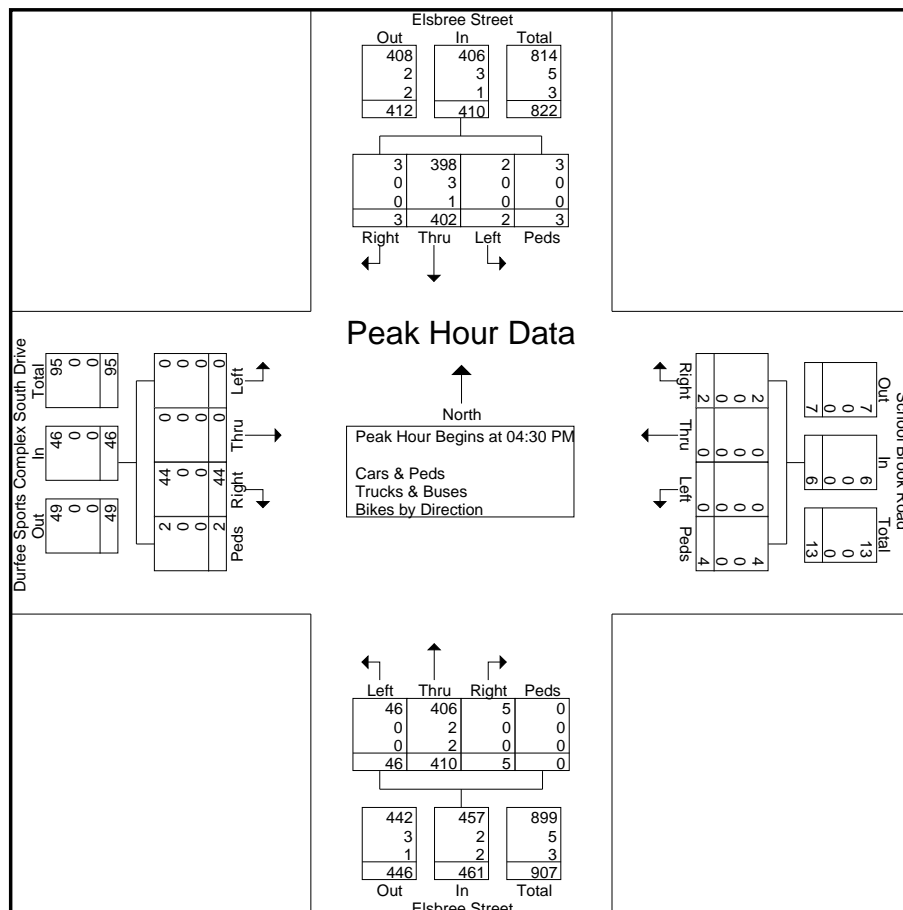 Elsbree Street
Out In Total
408 406 814
2 3 5
2 1 3
412 410 822
3 398 2 3
0 3 0 0
0 1 0 0
3 402 2 3
Right Thru Left Peds
Peak Hour Data
North
Peak Hour Begins at 04:30 PM
Cars & Peds
Trucks & Buses
Bikes by Direction
Durfee Sports Complex South Drive
Out In Total
49 46 95
0 0 0
0 0 0
49 46 95
2 44 0 0
0 0 0 0
0 0 0 0
2 44 0 0
Peds Right Thru Left
Brook Road
Out In Total
7 6 13
0 0 0
0 0 0
7 6 13
2 0 0 4
0 0 0 0
0 0 0 0
2 0 0 4
Right Thru Left Peds
Left Thru Right Peds
46 406 5 0
0 2 0 0
0 2 0 0
46 410 5 0
442 457 899
3 2 5
1 2 3
446 461 907
Out In Total
Elsbree Street